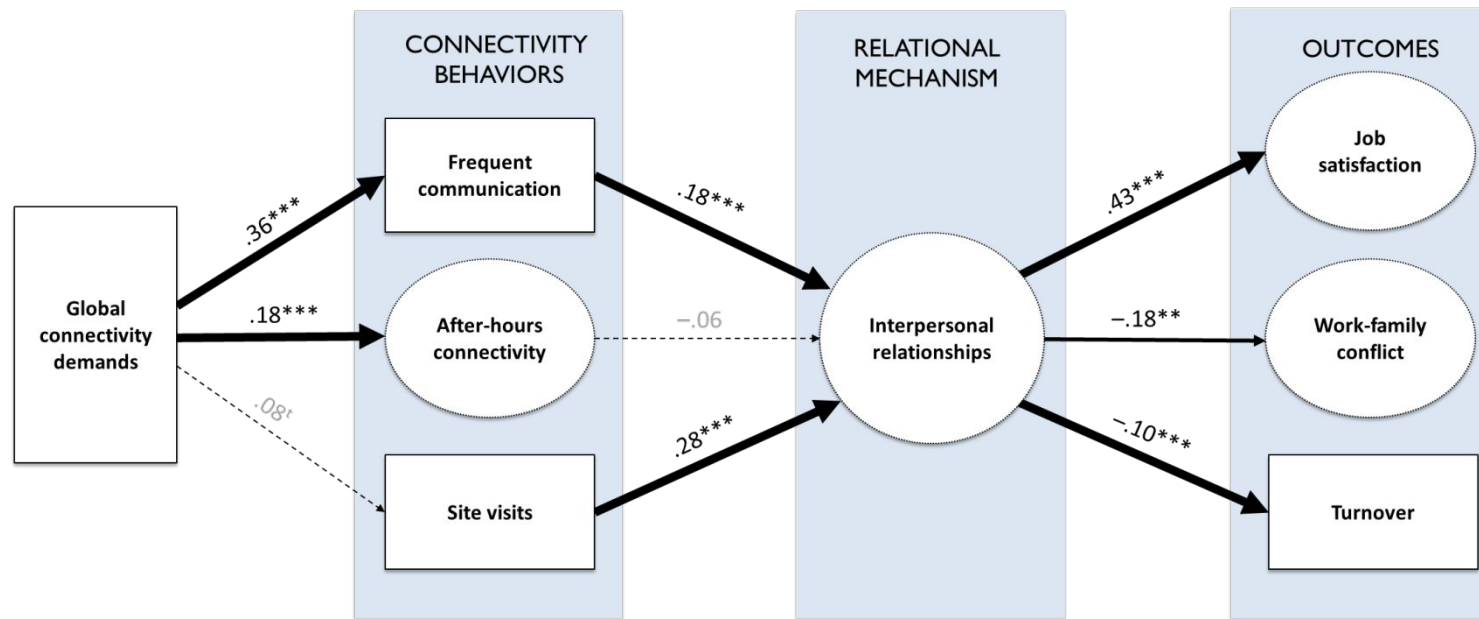 CONNECTIVITY
BEHAVIORS
RELATIONAL
MECHANISM
OUTCOMES
Global
connectivity
demands
.36***
.18***
.08ᵗ
Frequent
communication
After-hours
connectivity
Site visits
.18***
–.06
.28***
Interpersonal
relationships
.43***
–.18**
–.10***
Job
satisfaction
Work-family
conflict
Turnover